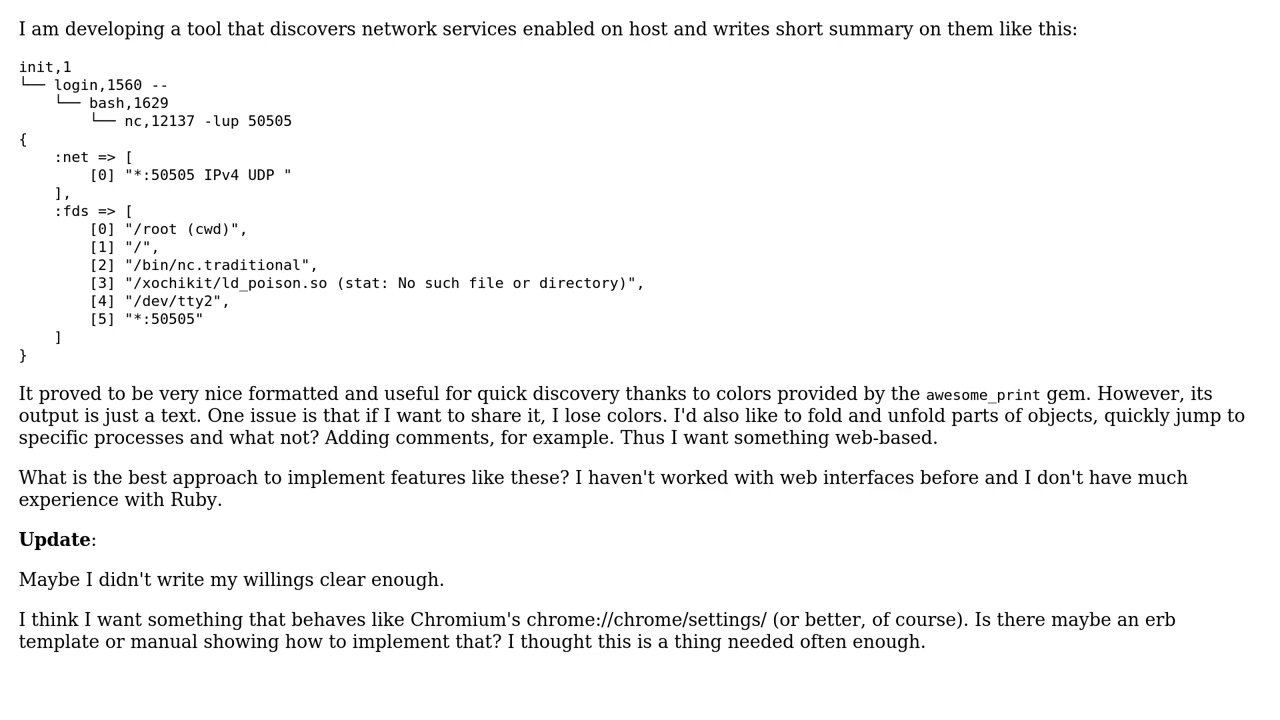 I am developing a tool that discovers network services enabled on host and writes short summary on them like this:
init,1
└── login,1560 --
    └── bash,1629
        └── nc,12137 -lup 50505
{
    :net => [
        [0] "*:50505 IPv4 UDP "
    ],
    :fds => [
        [0] "/root (cwd)",
        [1] "/",
        [2] "/bin/nc.traditional",
        [3] "/xochikit/ld_poison.so (stat: No such file or directory)",
        [4] "/dev/tty2",
        [5] "*:50505"
    ]
}
It proved to be very nice formatted and useful for quick discovery thanks to colors provided by the awesome_print gem. However, its
output is just a text. One issue is that if I want to share it, I lose colors. I'd also like to fold and unfold parts of objects, quickly jump to
specific processes and what not? Adding comments, for example. Thus I want something web-based.
What is the best approach to implement features like these? I haven't worked with web interfaces before and I don't have much
experience with Ruby.
Update:
Maybe I didn't write my willings clear enough.
I think I want something that behaves like Chromium's chrome://chrome/settings/ (or better, of course). Is there maybe an erb
template or manual showing how to implement that? I thought this is a thing needed often enough.